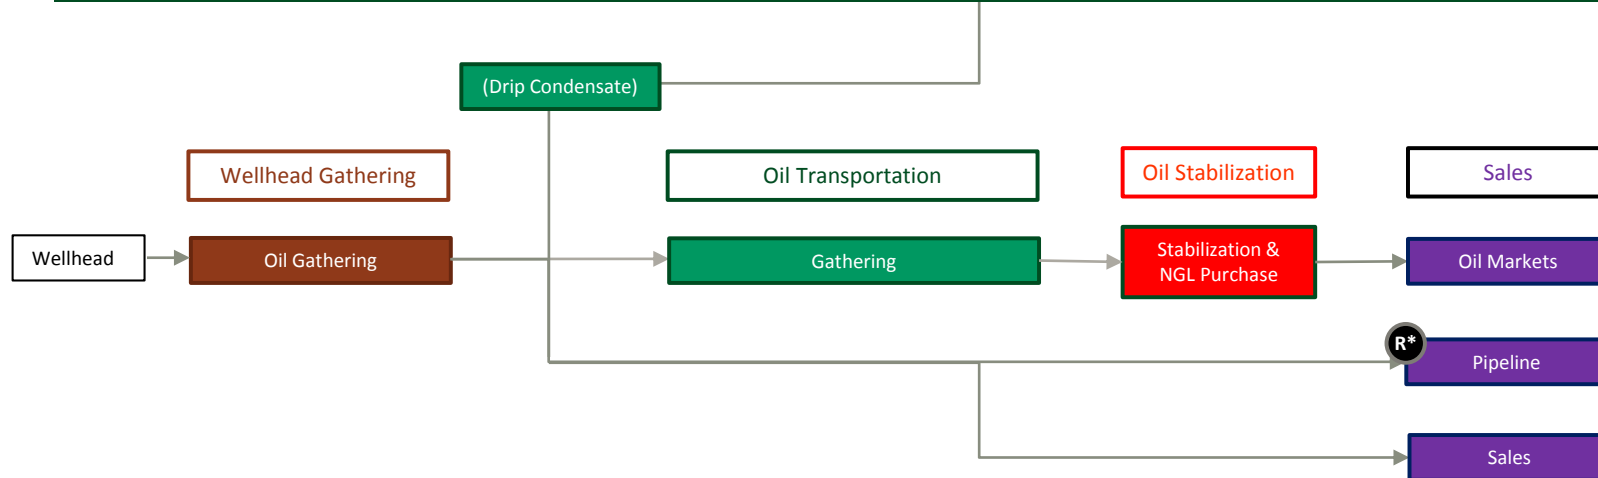 (Drip Condensate)
Wellhead Gathering
Oil Transportation
Oil Stabilization
Sales
Wellhead
Oil Gathering
Gathering
Stabilization &
NGL Purchase
Oil Markets
R*
Pipeline
Sales